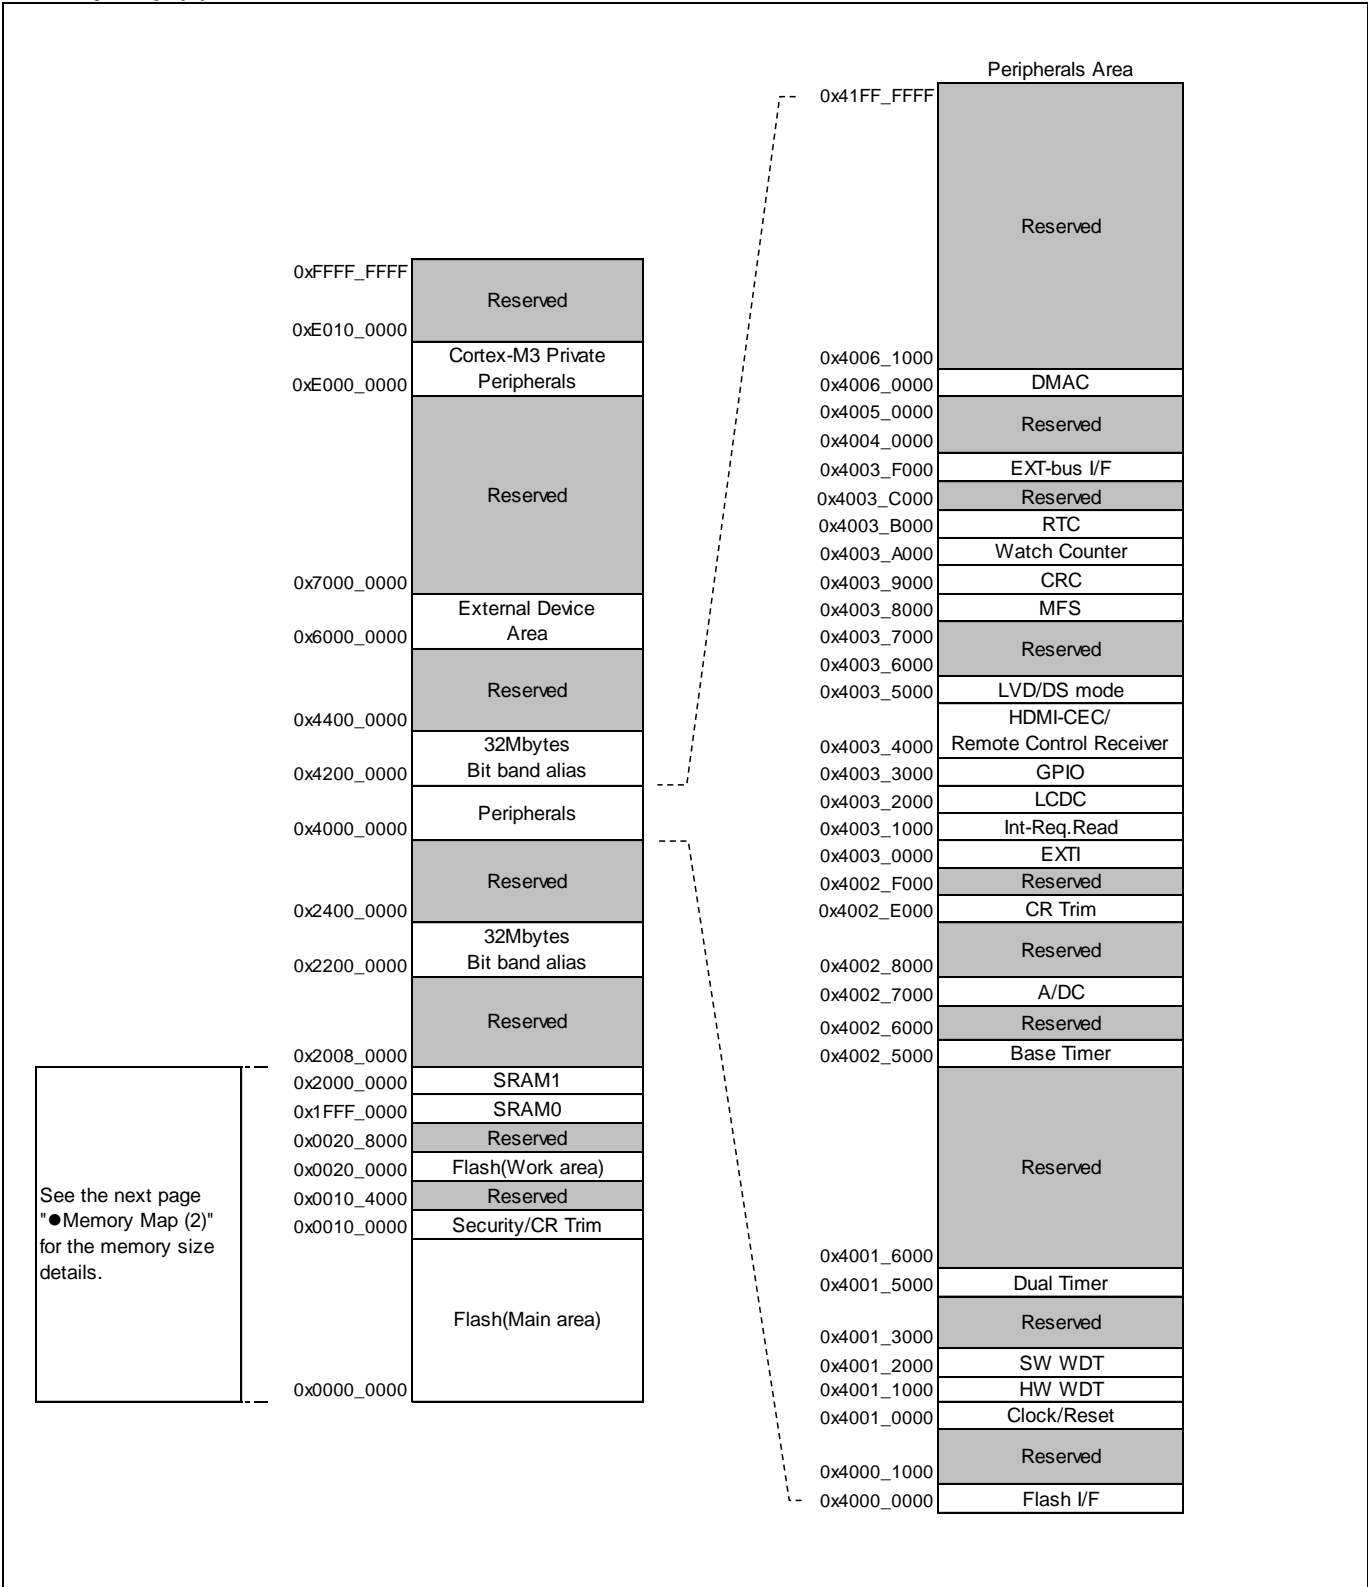 Peripherals Area
0x41FF_FFFF
Reserved
0x4006_1000
0x4006_0000 DMAC
0x4005_0000
Reserved
0x4004_0000
0x4003_F000 EXT-bus I/F
0x4003_C000 Reserved
0x4003_B000 RTC
0x4003_A000 Watch Counter
0x4003_9000 CRC
0x4003_8000 MFS
0x4003_7000
Reserved
0x4003_6000
0x4003_5000 LVD/DS mode
HDMI-CEC/
0x4003_4000 Remote Control Receiver
0x4003_3000 GPIO
0x4003_2000 LCDC
0x4003_1000 Int-Req.Read
0x4003_0000 EXTI
0x4002_F000 Reserved
0x4002_E000 CR Trim
Reserved
0x4002_8000
0x4002_7000 A/DC
0x4002_6000 Reserved
0x4002_5000 Base Timer
Reserved
0x4001_6000
0x4001_5000 Dual Timer
Reserved
0x4001_3000
0x4001_2000 SW WDT
0x4001_1000 HW WDT
0x4001_0000 Clock/Reset
Reserved
0x4000_1000
0x4000_0000 Flash I/F
0xFFFF_FFFF
Reserved
0xE010_0000
Cortex-M3 Private
0xE000_0000 Peripherals
Reserved
0x7000_0000
External Device
0x6000_0000 Area
Reserved
0x4400_0000
32Mbytes
0x4200_0000 Bit band alias
Peripherals
0x4000_0000
Reserved
0x2400_0000
32Mbytes
0x2200_0000 Bit band alias
Reserved
0x2008_0000
0x2000_0000 SRAM1
0x1FFF_0000 SRAM0
0x0020_8000 Reserved
0x0020_0000 Flash(Work area)
0x0010_4000 Reserved
0x0010_0000 Security/CR Trim
Flash(Main area)
0x0000_0000
See the next page
"●Memory Map (2)"
for the memory size
details.